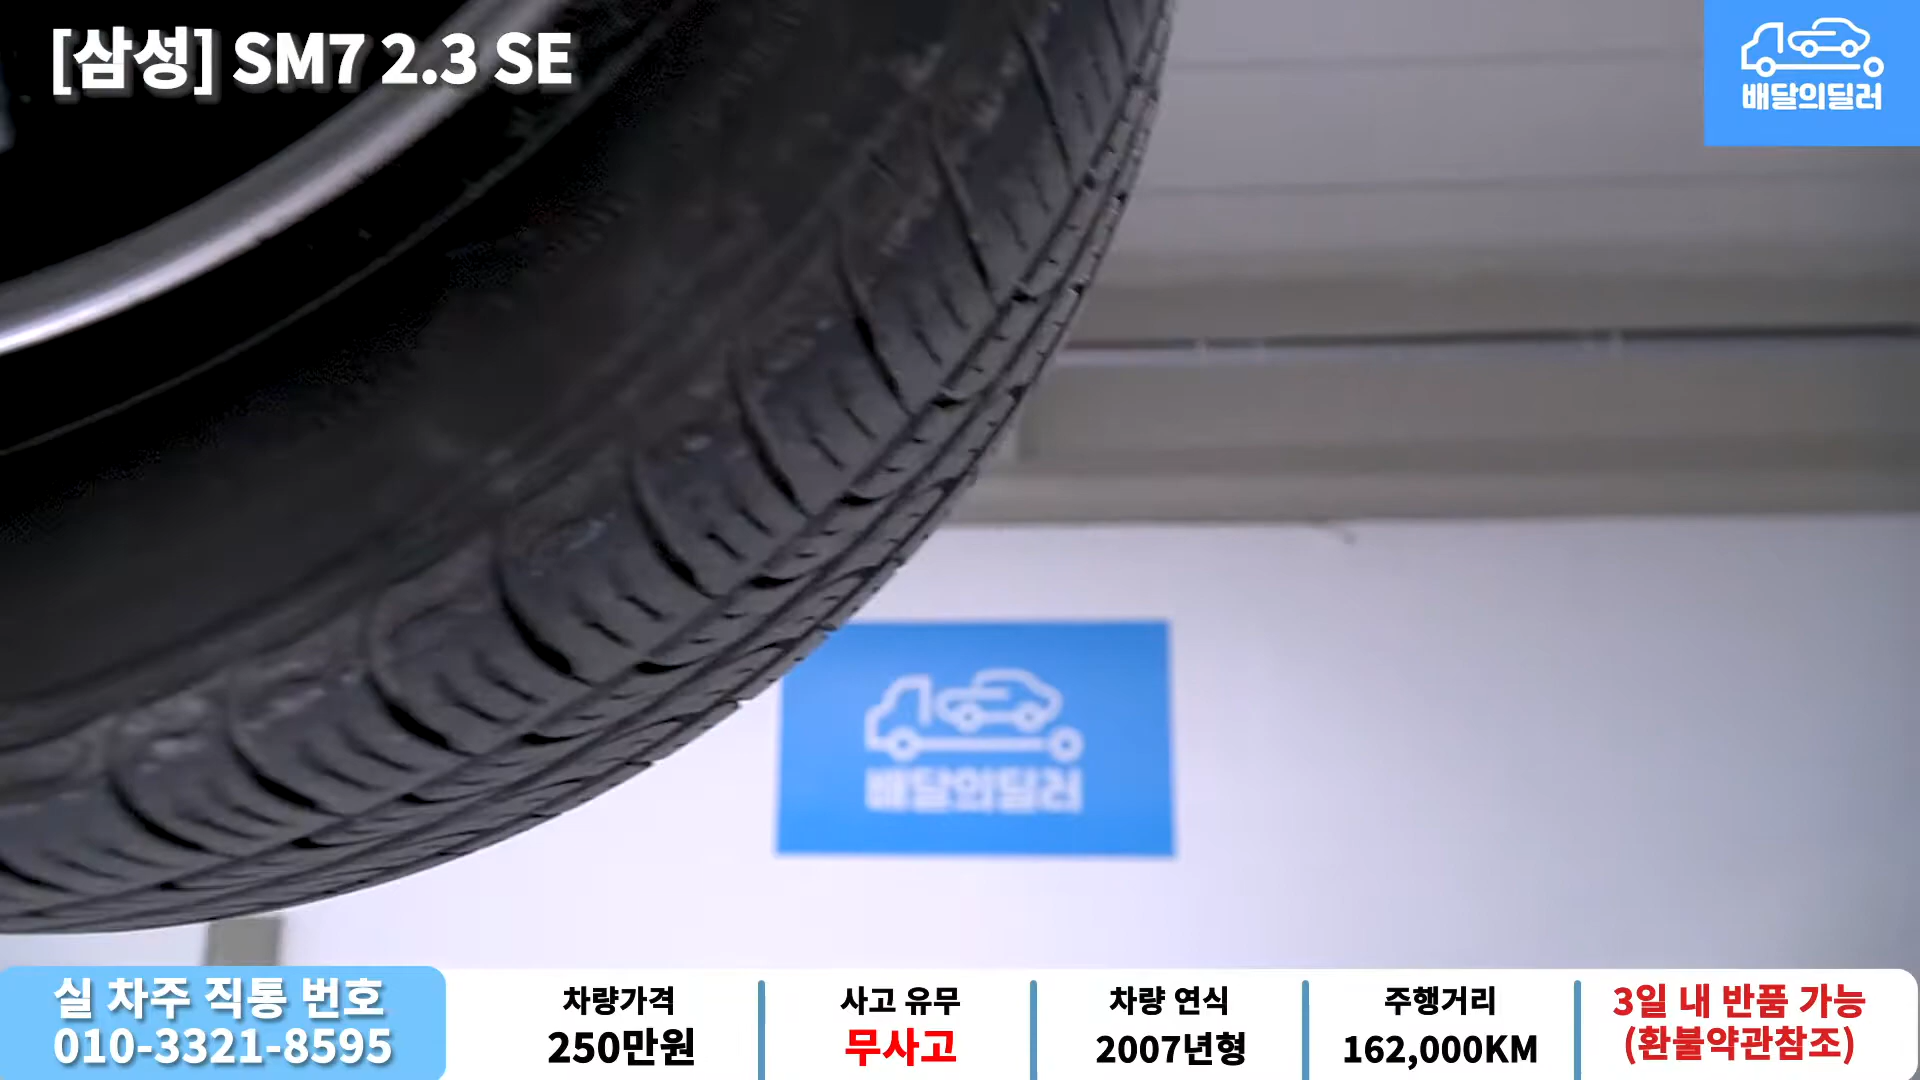 [삼성] SM7 2.3 SE
배달의딜러
배달의딜러
실 차주 직통 번호
010-3321-8595
차량가격
250만원
사고 유무
무사고
차량 연식
2007년형
주행거리
162,000KM
3일 내 반품 가능
(환불약관참조)